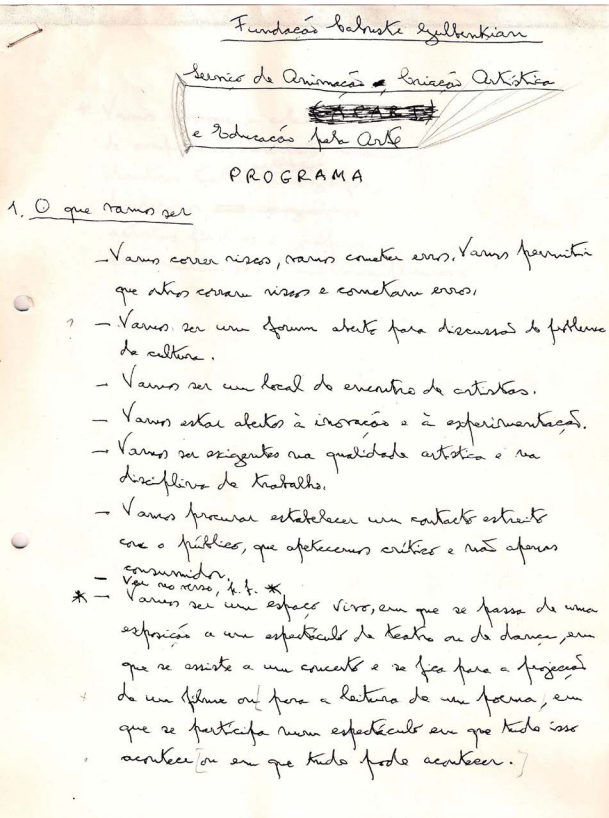 Fundação Calouste Gulbenkian
Serviço de Animação, Criação Artística
(ACARTE)
e Educação pela Arte
PROGRAMA
1. O que vamos ser
– Vamos correr riscos, vamos cometer erros. Vamos permitir
que outros corram riscos e cometam erros.
? – Vamos ser um forum aberto para discussão do problema
da cultura.
– Vamos ser um local de encontro de artistas.
– Vamos estar abertos à inovação e à experimentação.
– Vamos ser exigentes na qualidade artística e na
disciplina de trabalho.
– Vamos procurar estabelecer um contacto estreito
com o público, que apetecemos crítico e não apenas
consumidor.
– Ver no verso, p. f. *
* – Vamos ser um espaço vivo, em que se passa de uma
exposição a um espectáculo de teatro ou de dança, em
que se assiste a um concerto e se fica para a projecção
de um filme ou para a leitura de um poema, em
que se participa num espectáculo em que tudo isso
acontece [ou em que tudo pode acontecer.]